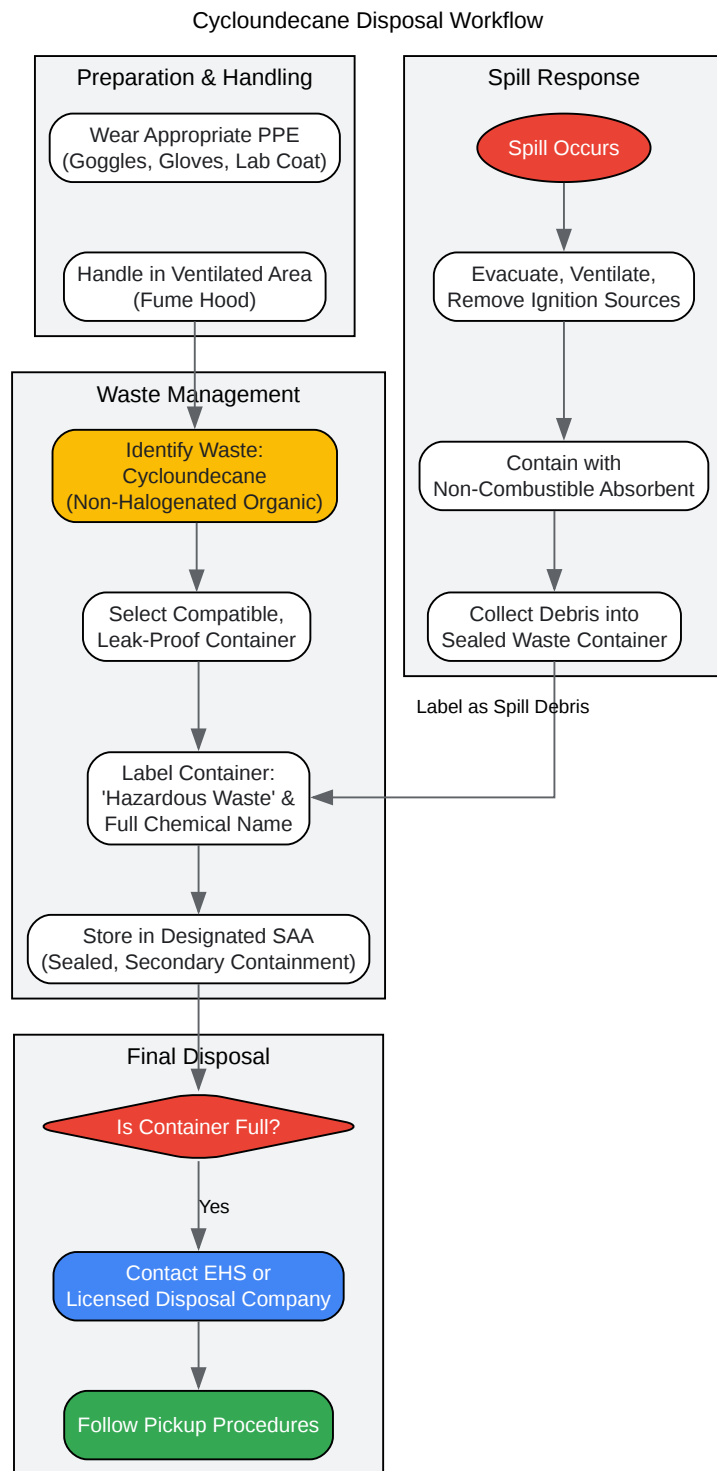 Cycloundecane Disposal Workflow
Preparation & Handling
Wear Appropriate PPE
(Goggles, Gloves, Lab Coat)
Handle in Ventilated Area
(Fume Hood)
Waste Management
Identify Waste:
Cycloundecane
(Non-Halogenated Organic)
Select Compatible,
Leak-Proof Container
Label Container:
'Hazardous Waste' &
Full Chemical Name
Store in Designated SAA
(Sealed, Secondary Containment)
Final Disposal
Is Container Full?
Yes
Contact EHS or
Licensed Disposal Company
Follow Pickup Procedures
Spill Response
Spill Occurs
Evacuate, Ventilate,
Remove Ignition Sources
Contain with
Non-Combustible Absorbent
Collect Debris into
Sealed Waste Container
Label as Spill Debris